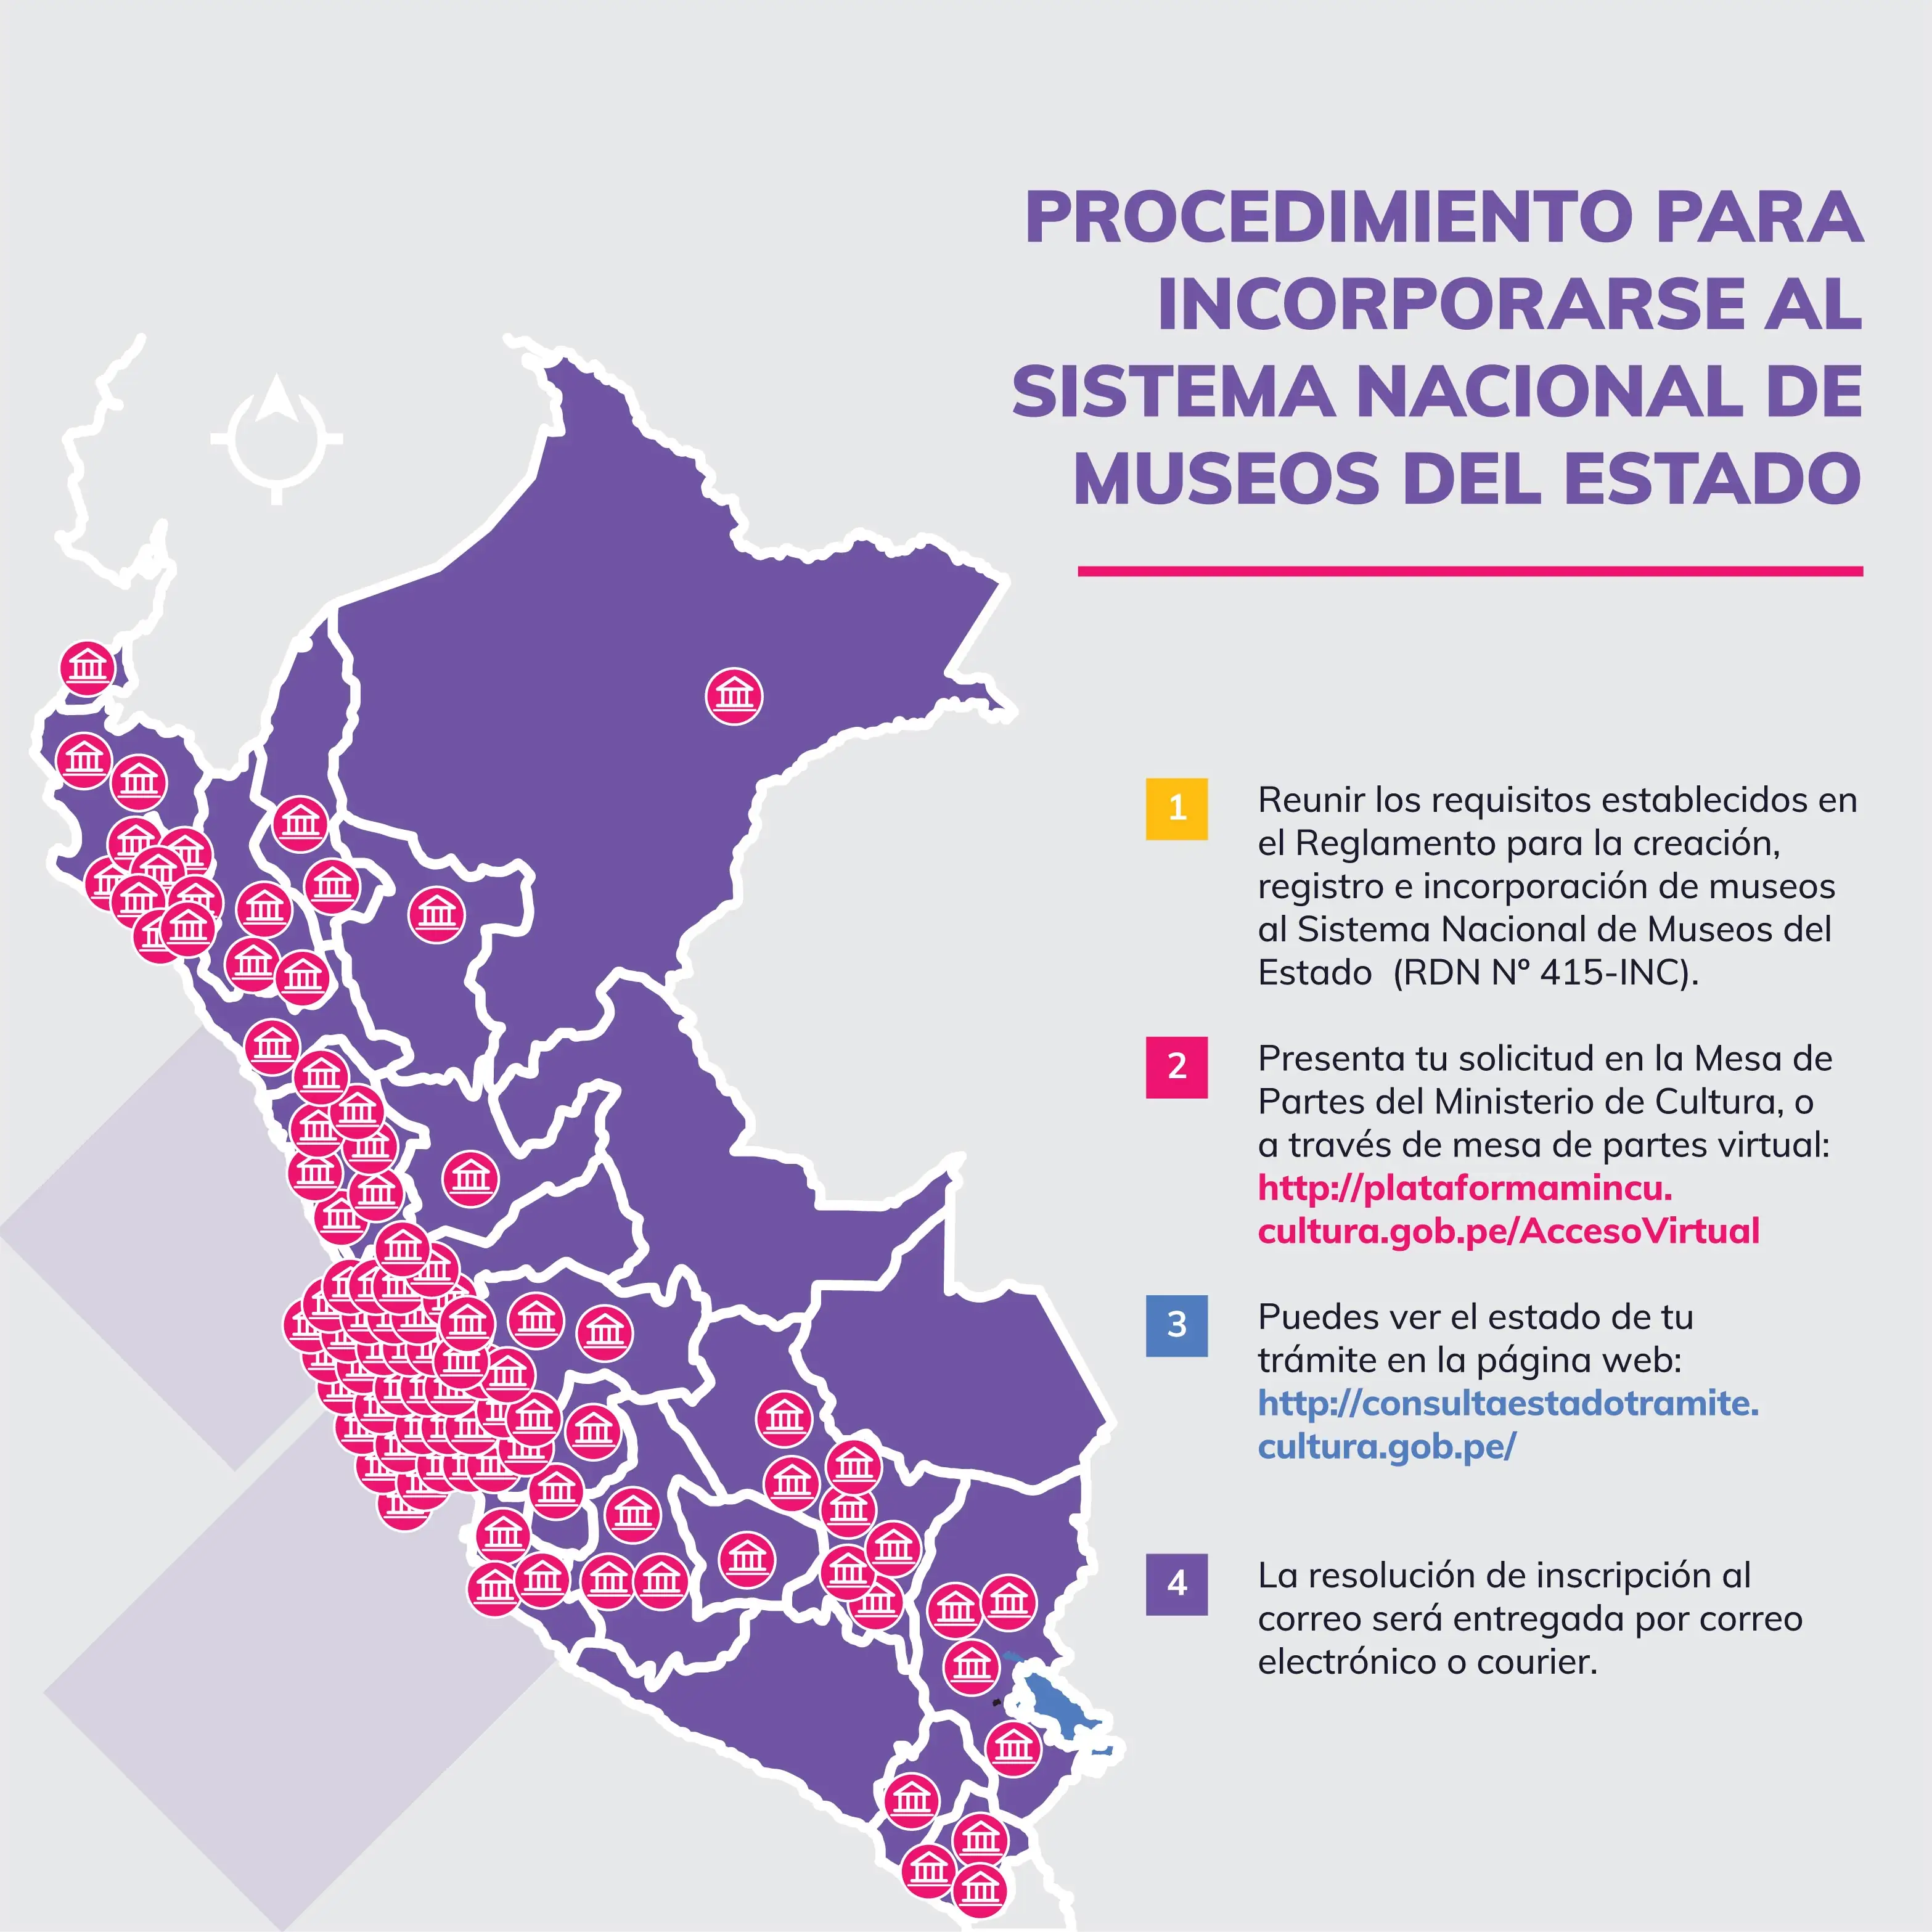 PROCEDIMIENTO PARA
INCORPORARSE AL
SISTEMA NACIONAL DE
MUSEOS DEL ESTADO
1
Reunir los requisitos establecidos en
el Reglamento para la creación,
registro e incorporación de museos
al Sistema Nacional de Museos del
Estado  (RDN Nº 415-INC).
2
Presenta tu solicitud en la Mesa de
Partes del Ministerio de Cultura, o
a través de mesa de partes virtual:
http://plataformamincu.
cultura.gob.pe/AccesoVirtual
3
Puedes ver el estado de tu
trámite en la página web:
http://consultaestadotramite.
cultura.gob.pe/
4
La resolución de inscripción al
correo será entregada por correo
electrónico o courier.